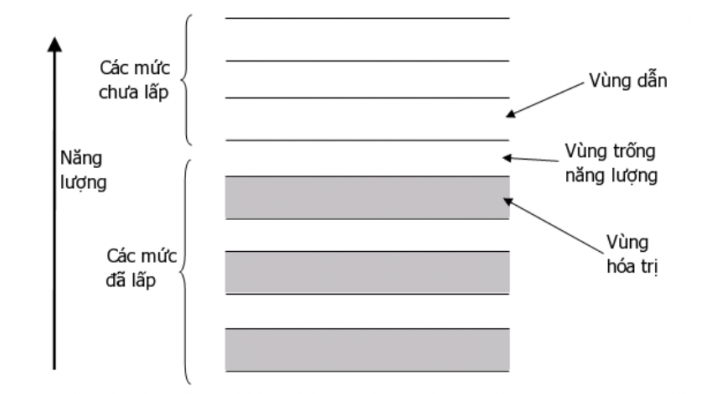 Các mức
chưa lấp
Vùng dẫn
Năng
lượng
Vùng trống
năng lượng
Các mức
đã lấp
Vùng
hóa trị